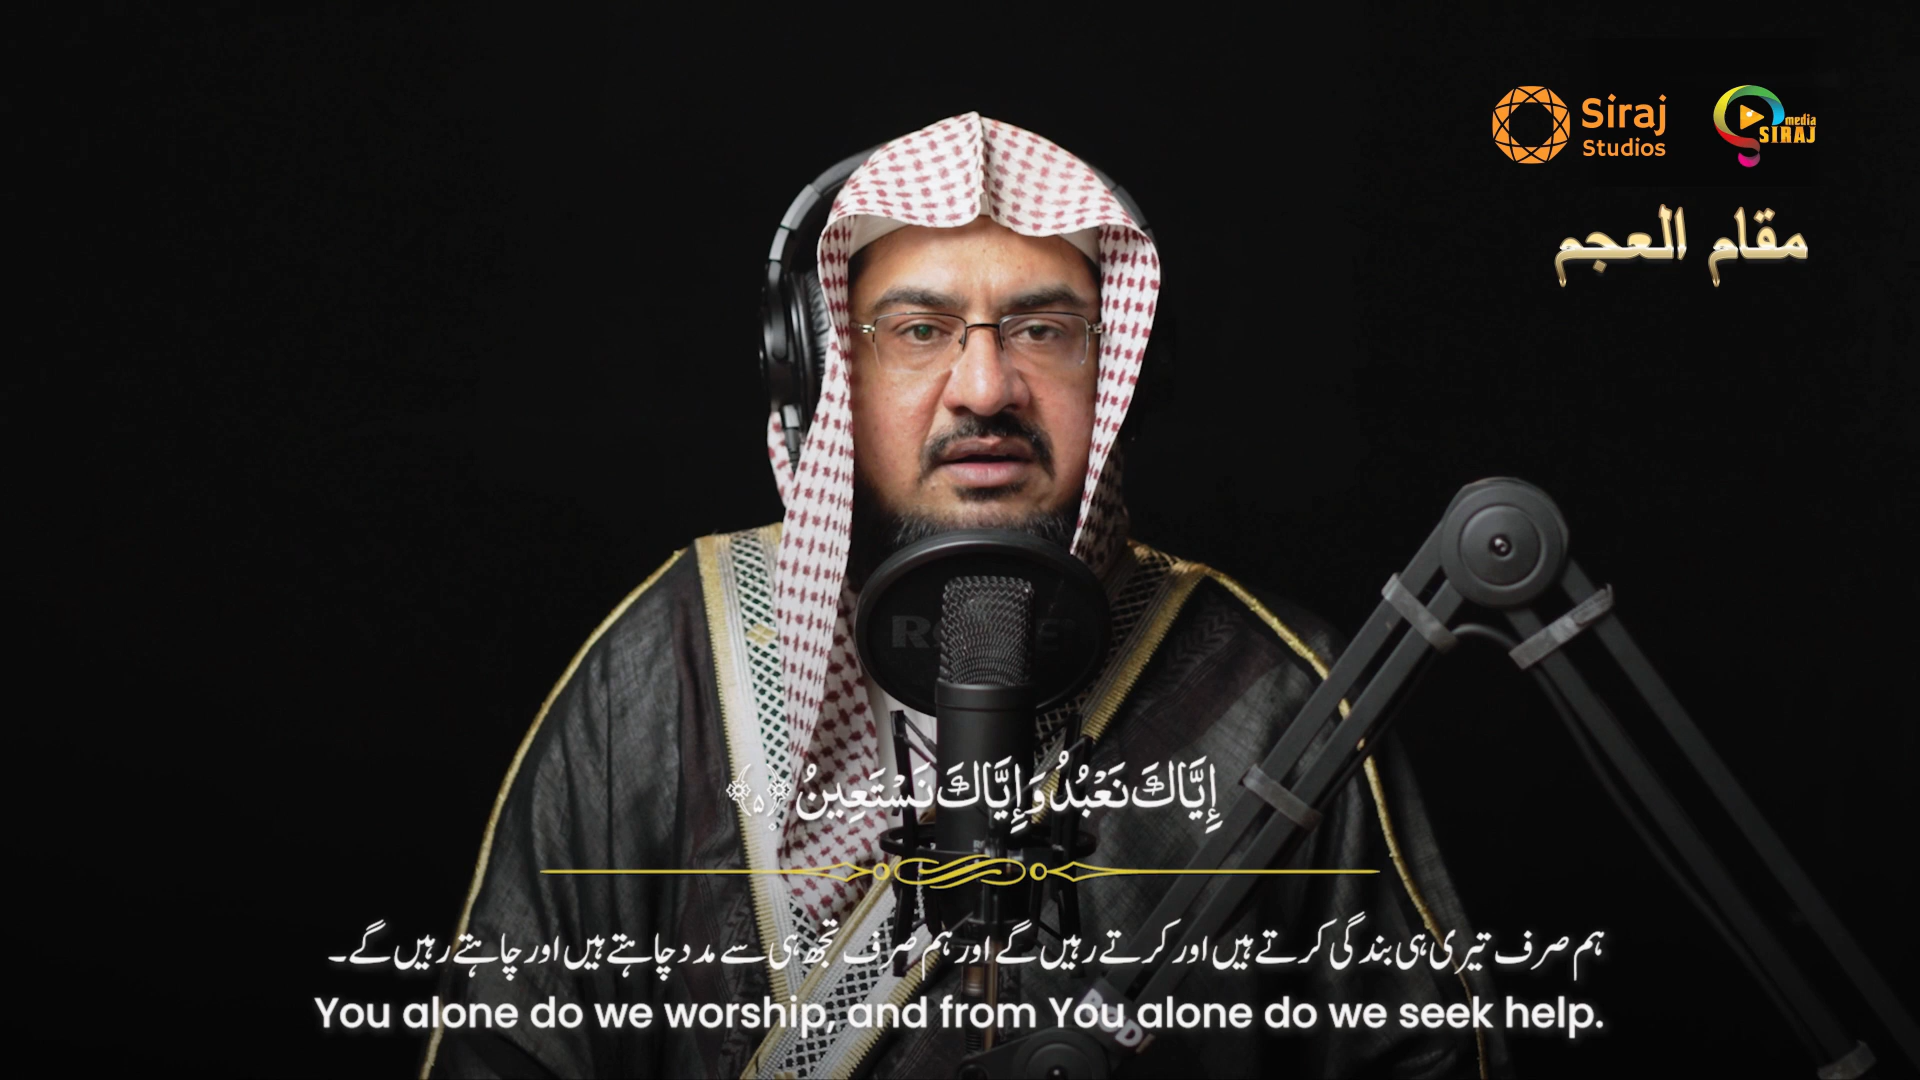 Siraj
Studios
media
SIRAJ
مقام العجم
إِيَّاكَ نَعْبُدُ وَإِيَّاكَ نَسْتَعِينُ ﴿۵﴾
ہم صرف تیری ہی بندگی کرتے ہیں اور کرتے رہیں گے اور ہم صرف تجھ ہی سے مدد چاہتے ہیں اور چاہتے رہیں گے۔
You alone do we worship, and from You alone do we seek help.